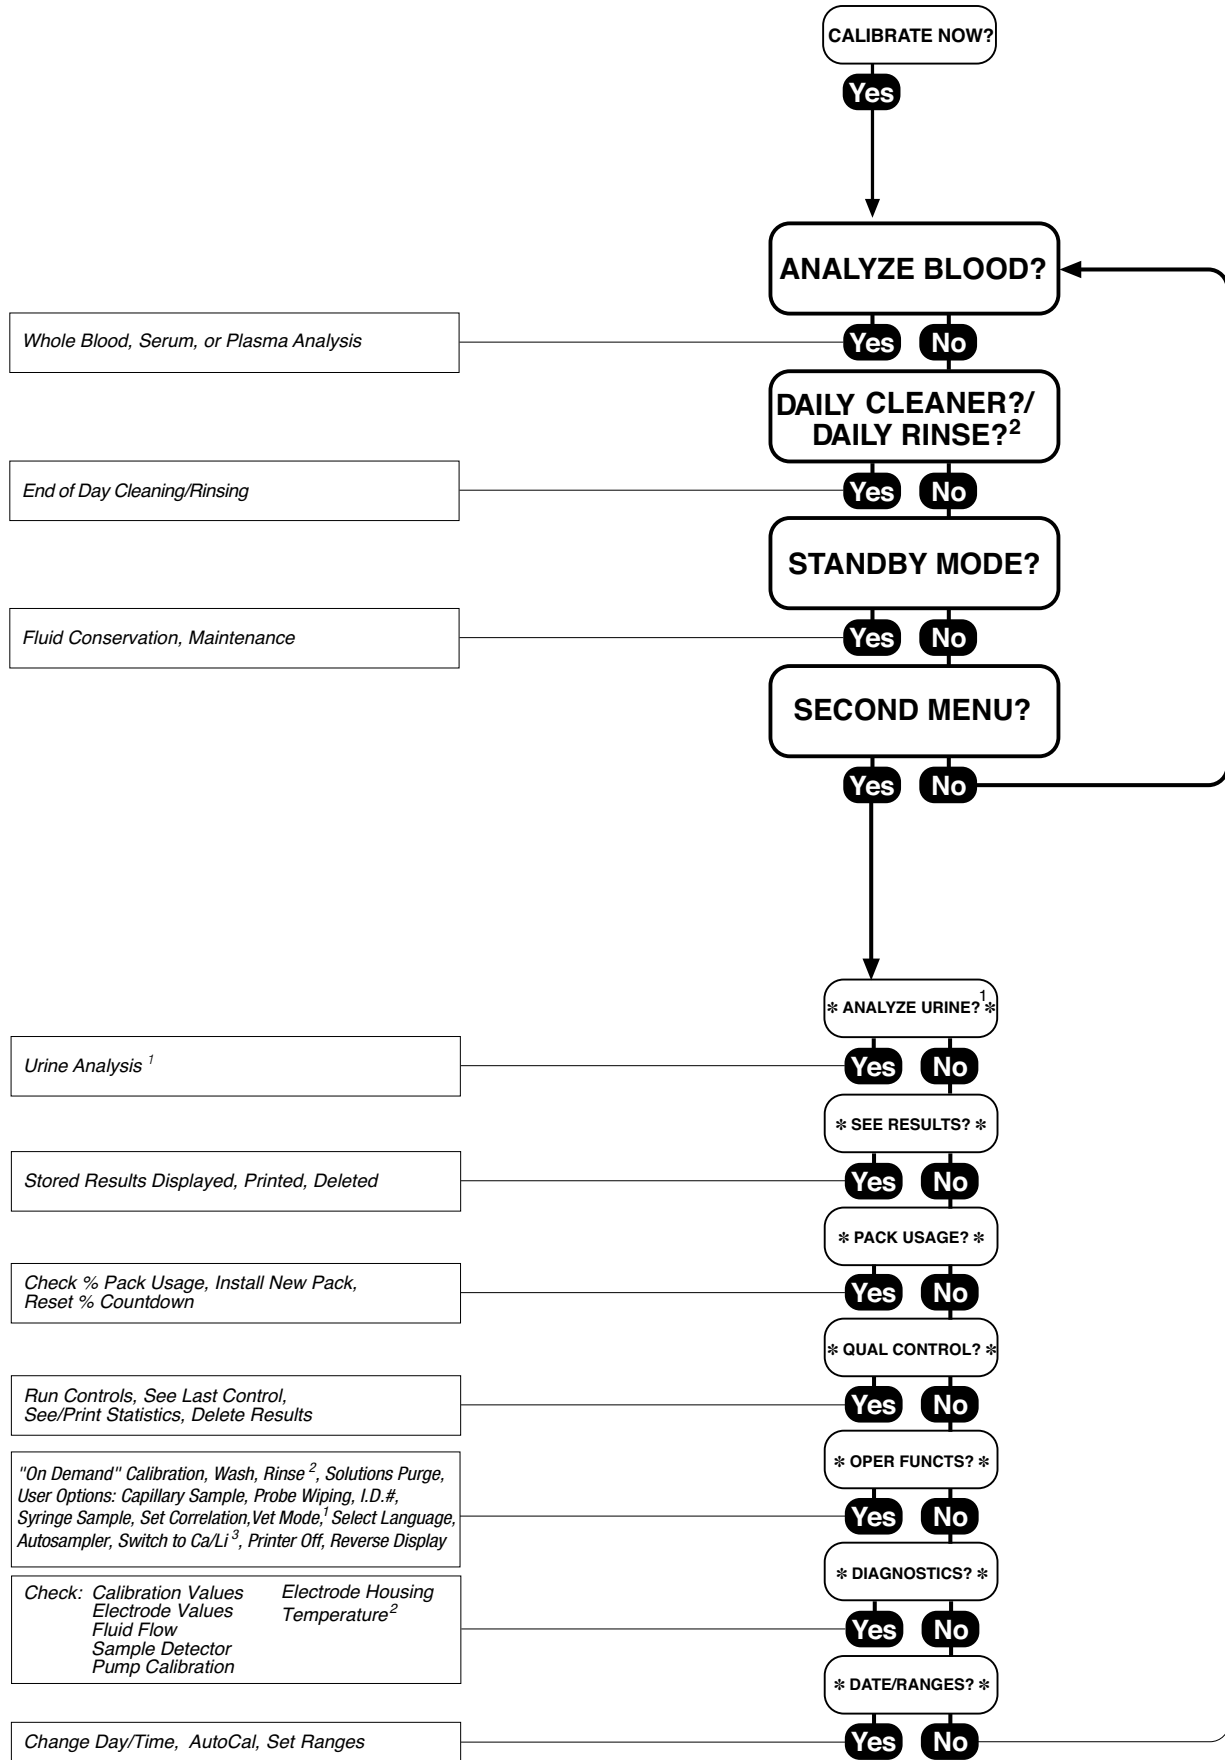 CALIBRATE NOW?
Yes
ANALYZE BLOOD?
Whole Blood, Serum, or Plasma Analysis
Yes No
DAILY CLEANER?/
DAILY RINSE?2
End of Day Cleaning/Rinsing
Yes No
STANDBY MODE?
Fluid Conservation, Maintenance
Yes No
SECOND MENU?
Yes No
* ANALYZE URINE?1 *
Urine Analysis 1
Yes No
* SEE RESULTS? *
Stored Results Displayed, Printed, Deleted
Yes No
* PACK USAGE? *
Check % Pack Usage, Install New Pack,
Reset % Countdown
Yes No
* QUAL CONTROL? *
Run Controls, See Last Control,
See/Print Statistics, Delete Results
Yes No
* OPER FUNCTS? *
"On Demand" Calibration, Wash, Rinse 2, Solutions Purge,
User Options: Capillary Sample, Probe Wiping, I.D.#,
Syringe Sample, Set Correlation,Vet Mode,1 Select Language,
Autosampler, Switch to Ca/Li 3, Printer Off, Reverse Display
Yes No
* DIAGNOSTICS? *
Check: Calibration Values Electrode Housing
Electrode Values Temperature2
Fluid Flow
Sample Detector
Pump Calibration
Yes No
* DATE/RANGES? *
Change Day/Time, AutoCal, Set Ranges
Yes No